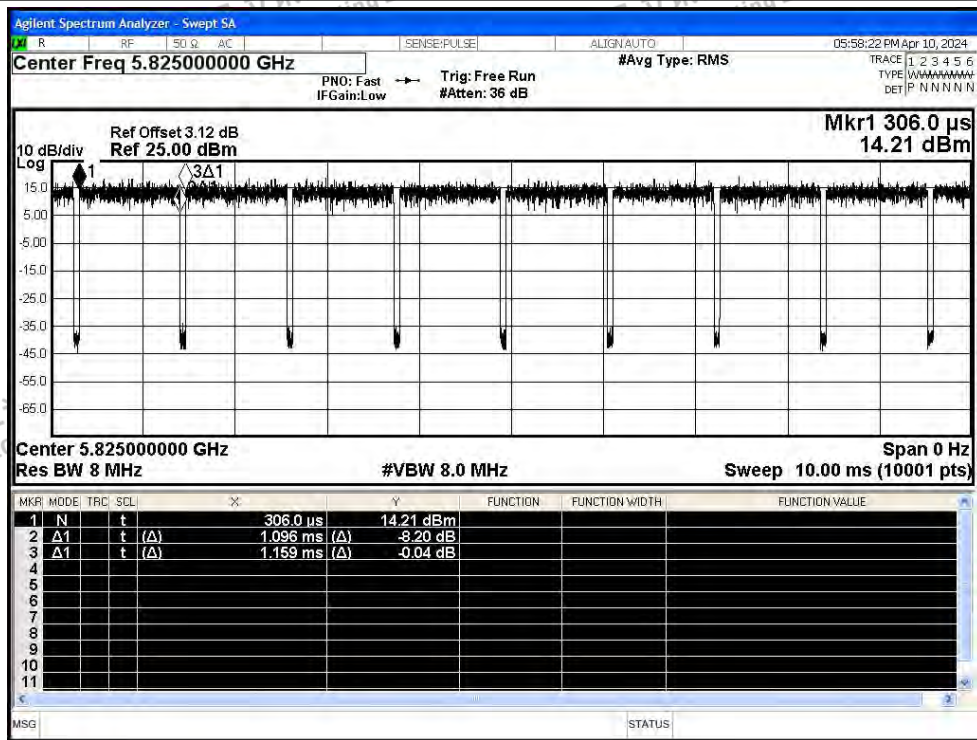 Agilent Spectrum Analyzer - Swept SA
R RF 50 Ω AC SENSE:PULSE ALIGN AUTO 05:58:22 PM Apr 10, 2024
Center Freq 5.825000000 GHz
#Avg Type: RMS
TRACE 1 2 3 4 5 6
PNO: Fast
Trig: Free Run
TYPE WWWWWW
IFGain:Low
#Atten: 36 dB
DET P N N N N N
Mkr1 306.0 µs
14.21 dBm
Ref Offset 3.12 dB
10 dB/div Ref 25.00 dBm
Log
1
3Δ1
15.0
5.00
-5.00
-15.0
-25.0
-35.0
-45.0
-55.0
-65.0
Center 5.825000000 GHz Span 0 Hz
Res BW 8 MHz #VBW 8.0 MHz Sweep 10.00 ms (10001 pts)
MKR MODE TRC SCL X Y FUNCTION FUNCTION WIDTH FUNCTION VALUE
1 N t 306.0 µs 14.21 dBm
2 Δ1 t (Δ) 1.096 ms (Δ) -8.20 dB
3 Δ1 t (Δ) 1.159 ms (Δ) -0.04 dB
4
5
6
7
8
9
10
11
MSG STATUS